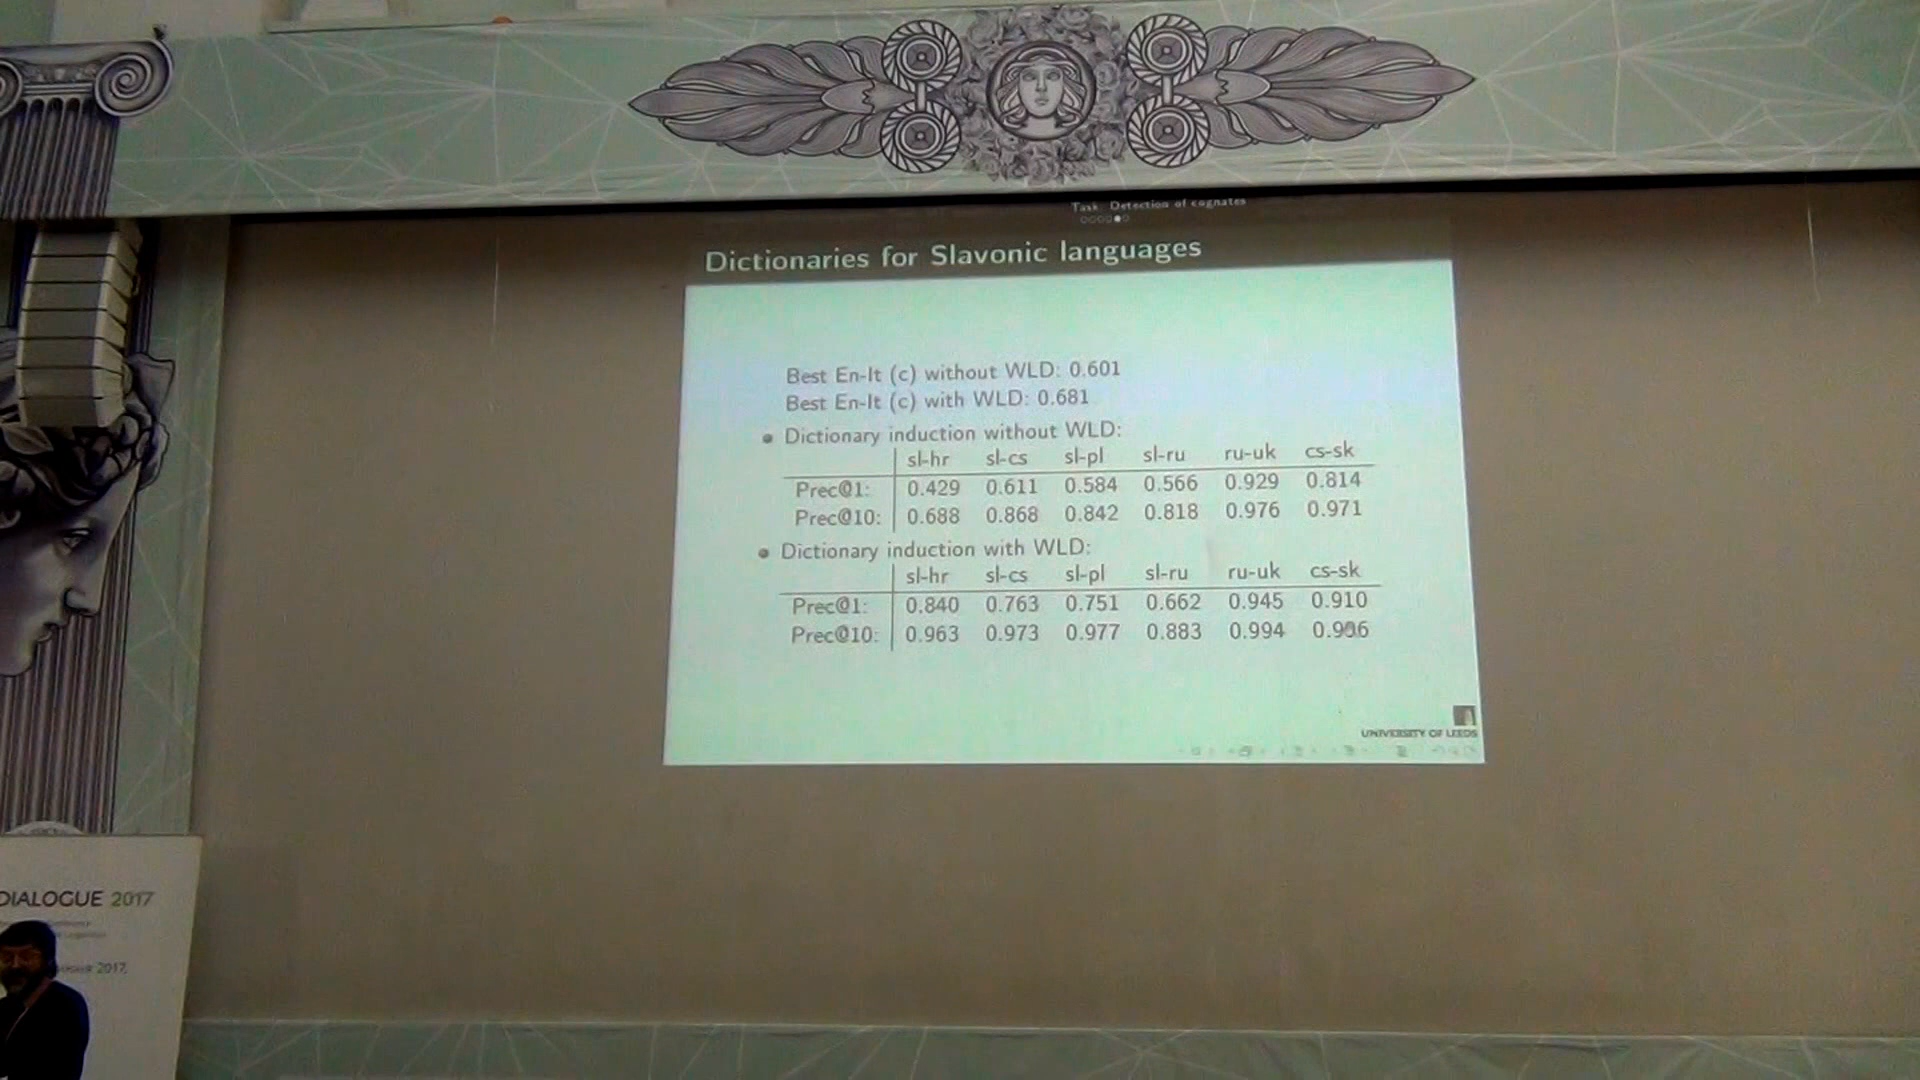 Task Detection of cognates
Dictionaries for Slavonic languages
Best En-It (c) without WLD: 0.601
Best En-It (c) with WLD: 0.681
• Dictionary induction without WLD:
sl-hr sl-cs sl-pl sl-ru ru-uk cs-sk
Prec@1: 0.429 0.611 0.584 0.566 0.929 0.814
Prec@10: 0.688 0.868 0.842 0.818 0.976 0.971
• Dictionary induction with WLD:
sl-hr sl-cs sl-pl sl-ru ru-uk cs-sk
Prec@1: 0.840 0.763 0.751 0.662 0.945 0.910
Prec@10: 0.963 0.973 0.977 0.883 0.994
UNIVERSITY OF LEEDS
DIALOGUE 2017
2017